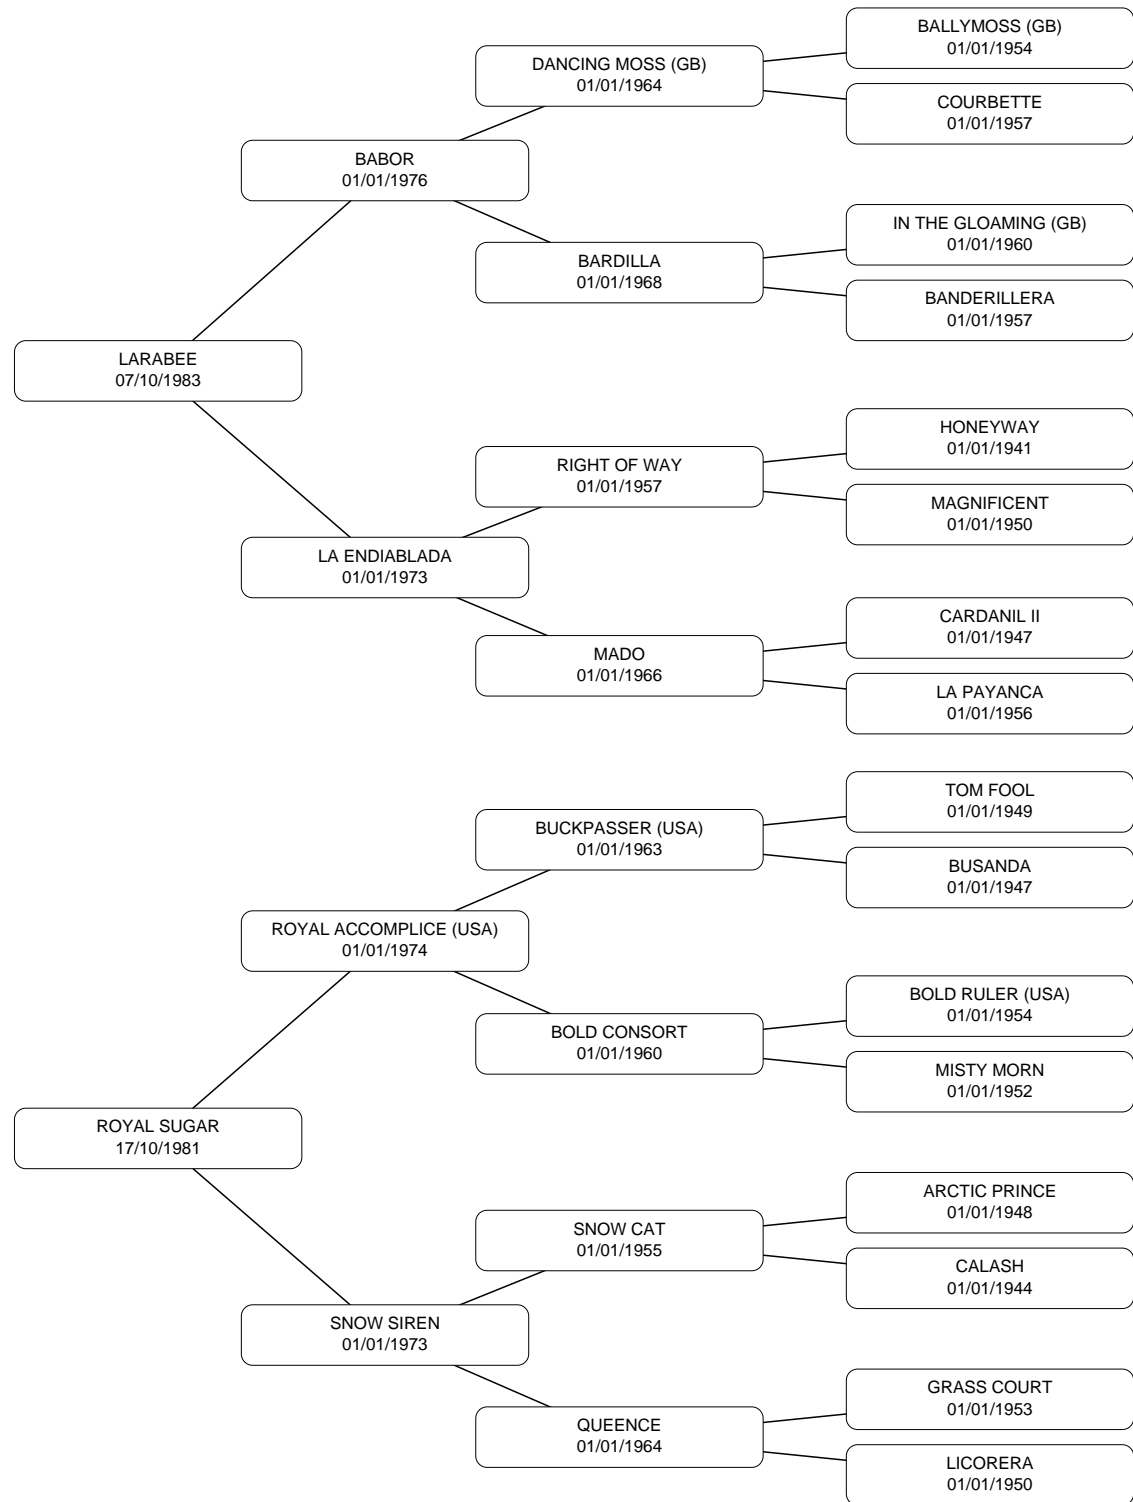 BALLYMOSS (GB)
01/01/1954
DANCING MOSS (GB)
01/01/1964
COURBETTE
01/01/1957
BABOR
01/01/1976
IN THE GLOAMING (GB)
01/01/1960
BARDILLA
01/01/1968
BANDERILLERA
01/01/1957
LARABEE
07/10/1983
HONEYWAY
01/01/1941
RIGHT OF WAY
01/01/1957
MAGNIFICENT
01/01/1950
LA ENDIABLADA
01/01/1973
CARDANIL II
01/01/1947
MADO
01/01/1966
LA PAYANCA
01/01/1956
TOM FOOL
01/01/1949
BUCKPASSER (USA)
01/01/1963
BUSANDA
01/01/1947
ROYAL ACCOMPLICE (USA)
01/01/1974
BOLD RULER (USA)
01/01/1954
BOLD CONSORT
01/01/1960
MISTY MORN
01/01/1952
ROYAL SUGAR
17/10/1981
ARCTIC PRINCE
01/01/1948
SNOW CAT
01/01/1955
CALASH
01/01/1944
SNOW SIREN
01/01/1973
GRASS COURT
01/01/1953
QUEENCE
01/01/1964
LICORERA
01/01/1950